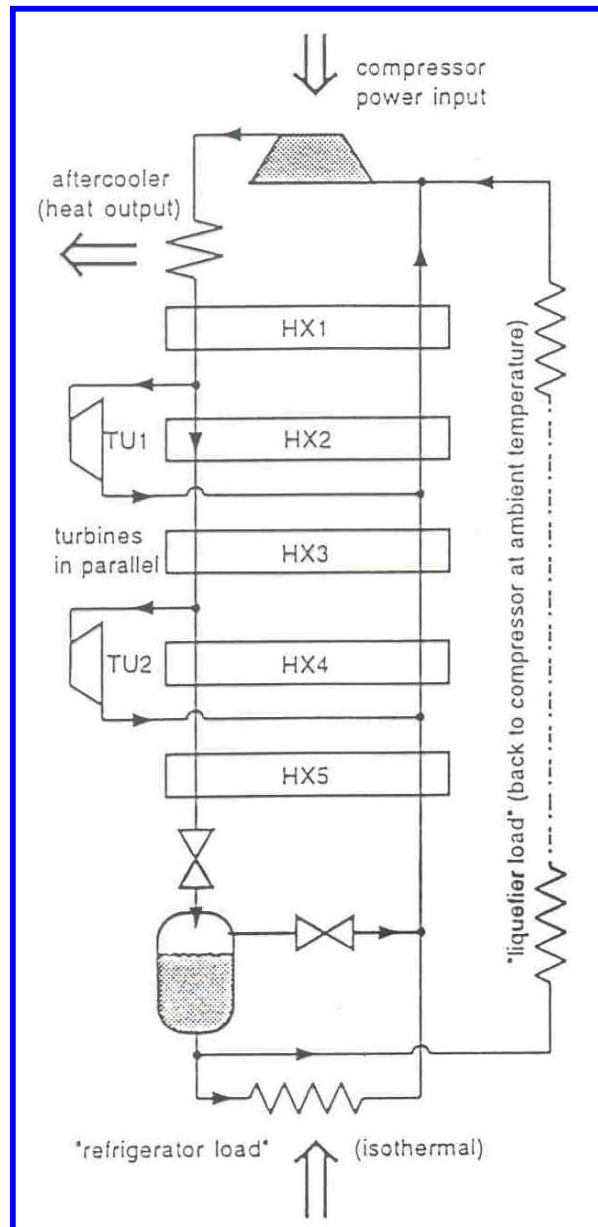 compressor
power input
aftercooler
(heat output)
HX1
TU1
HX2
turbines
in parallel
HX3
TU2
HX4
HX5
"liquefier load" (back to compressor at ambient temperature)
"refrigerator load" (isothermal)